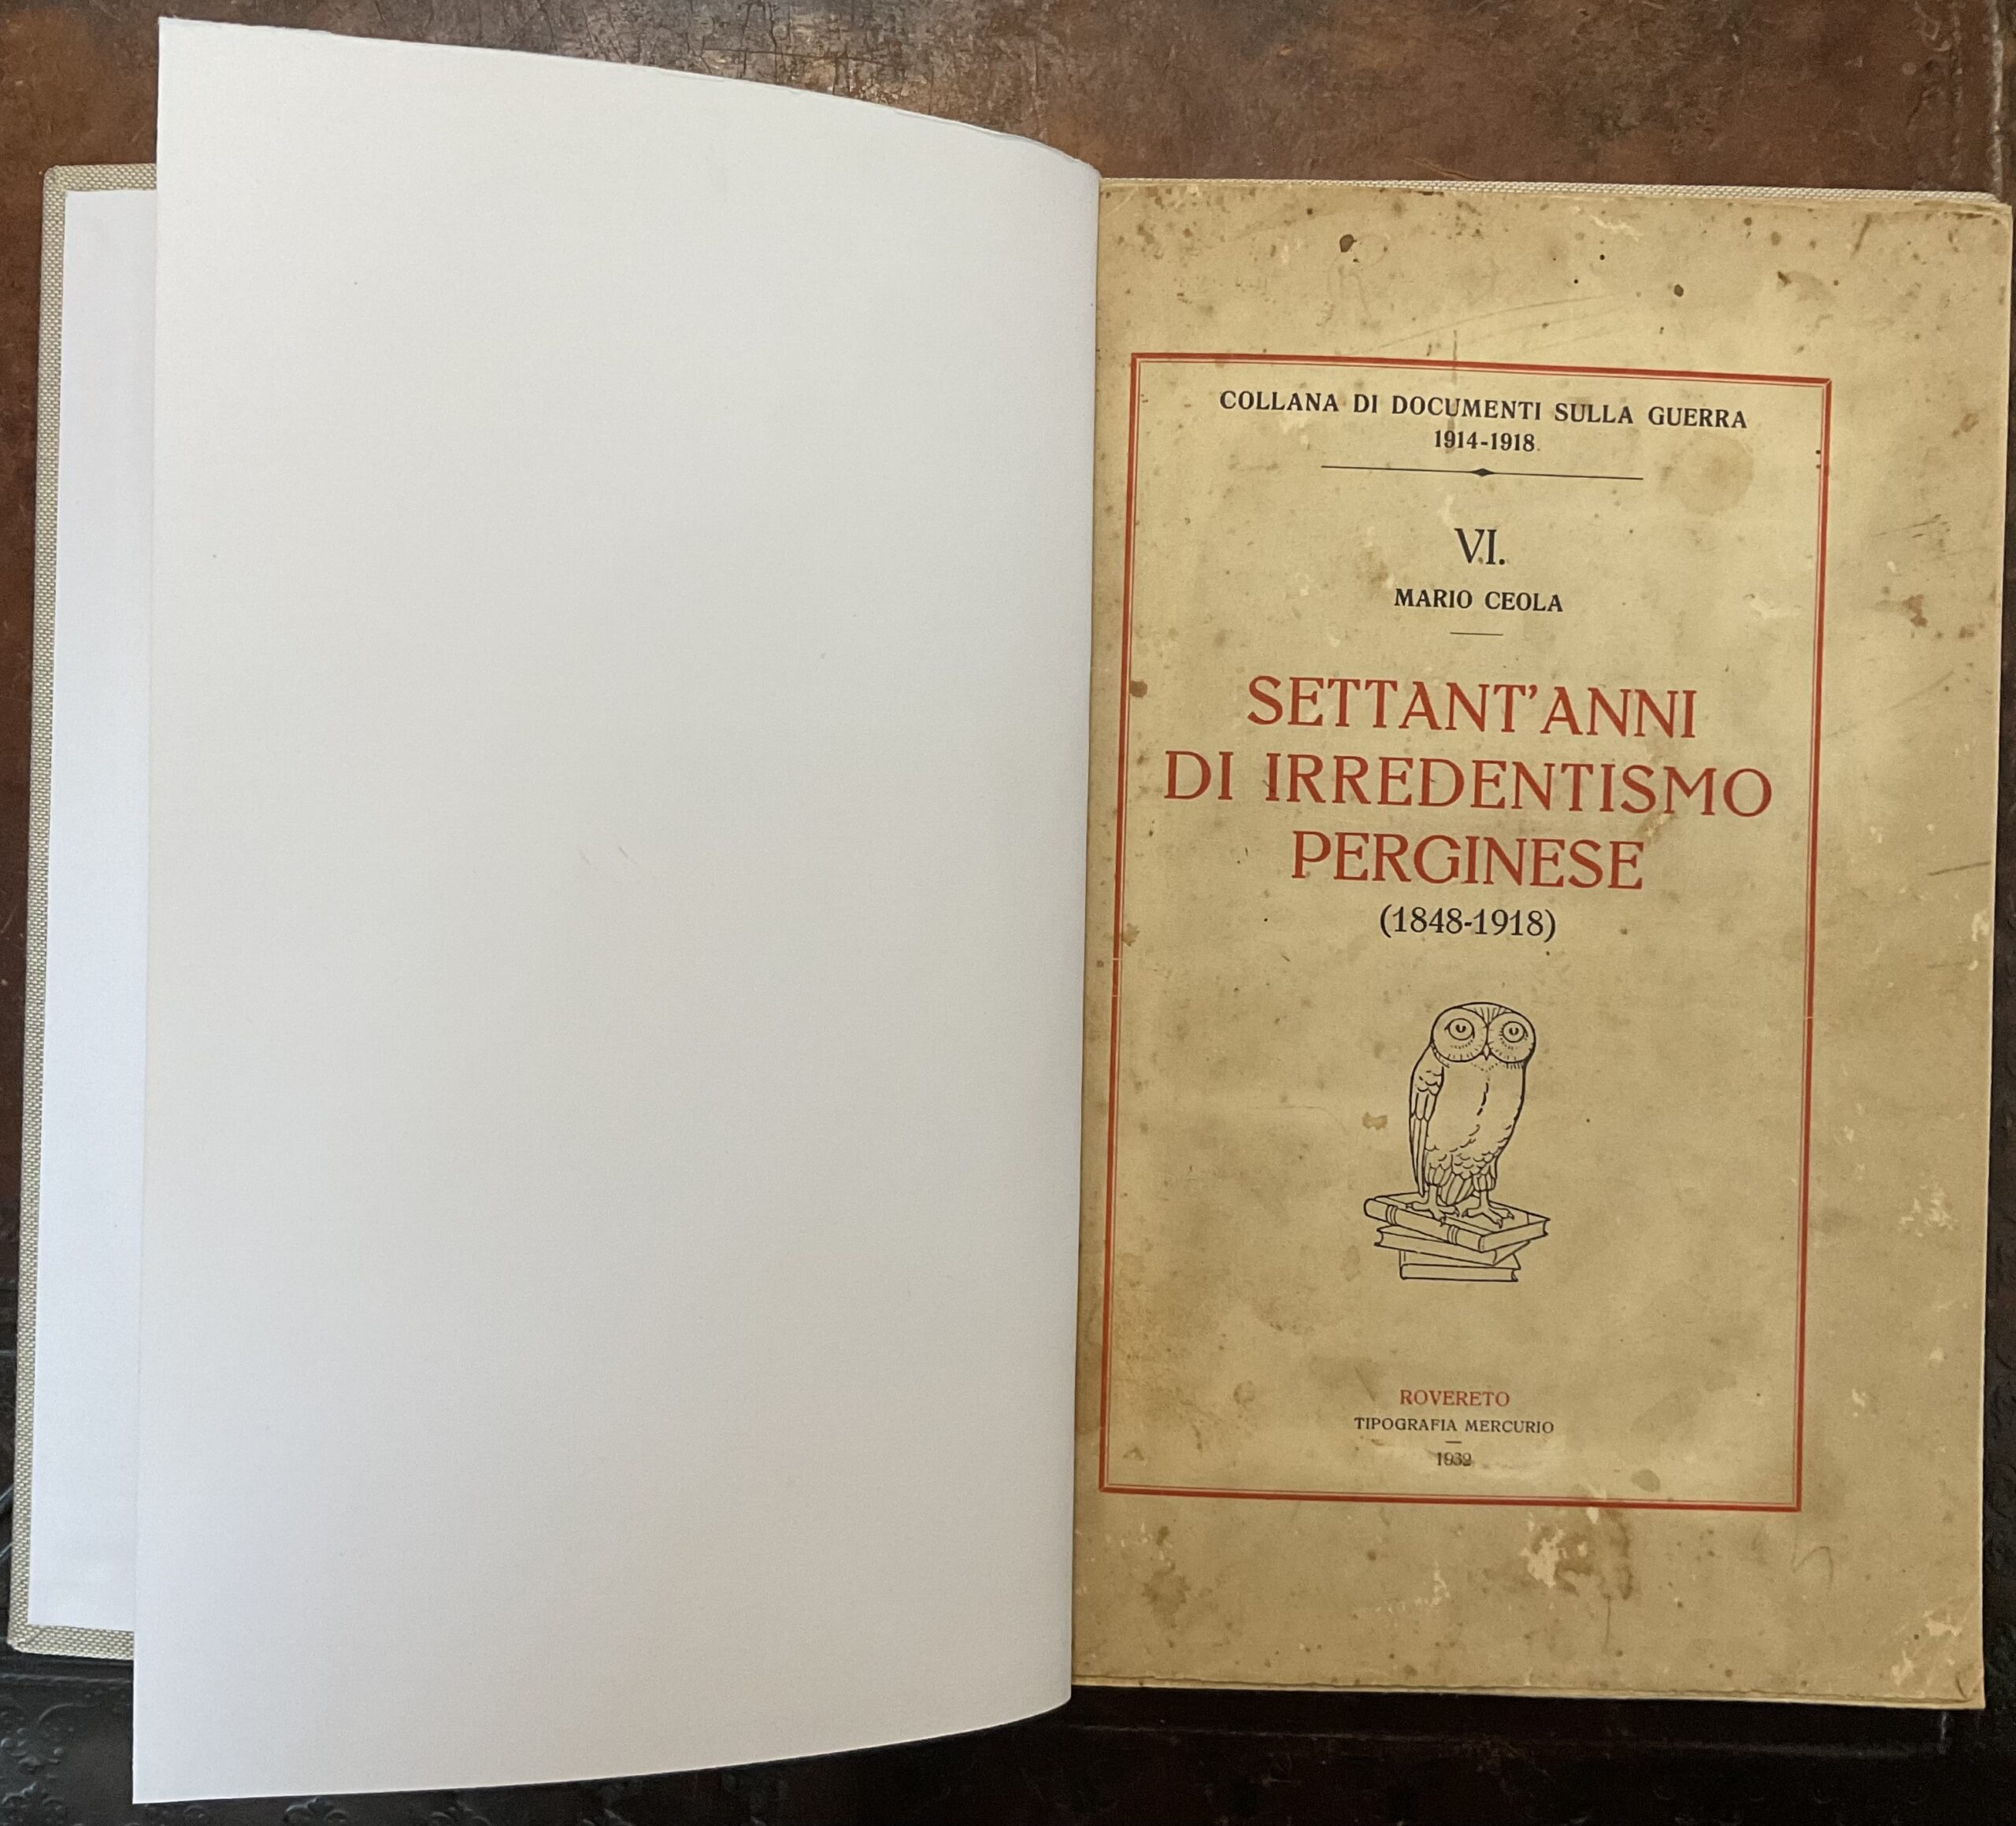 COLLANA DI DOCUMENTI SULLA GUERRA
1914-1918.
VI.
MARIO CEOLA
SETTANT'ANNI
DI IRREDENTISMO
PERGINESE
(1848-1918)
ROVERETO
TIPOGRAFIA MERCURIO
1932